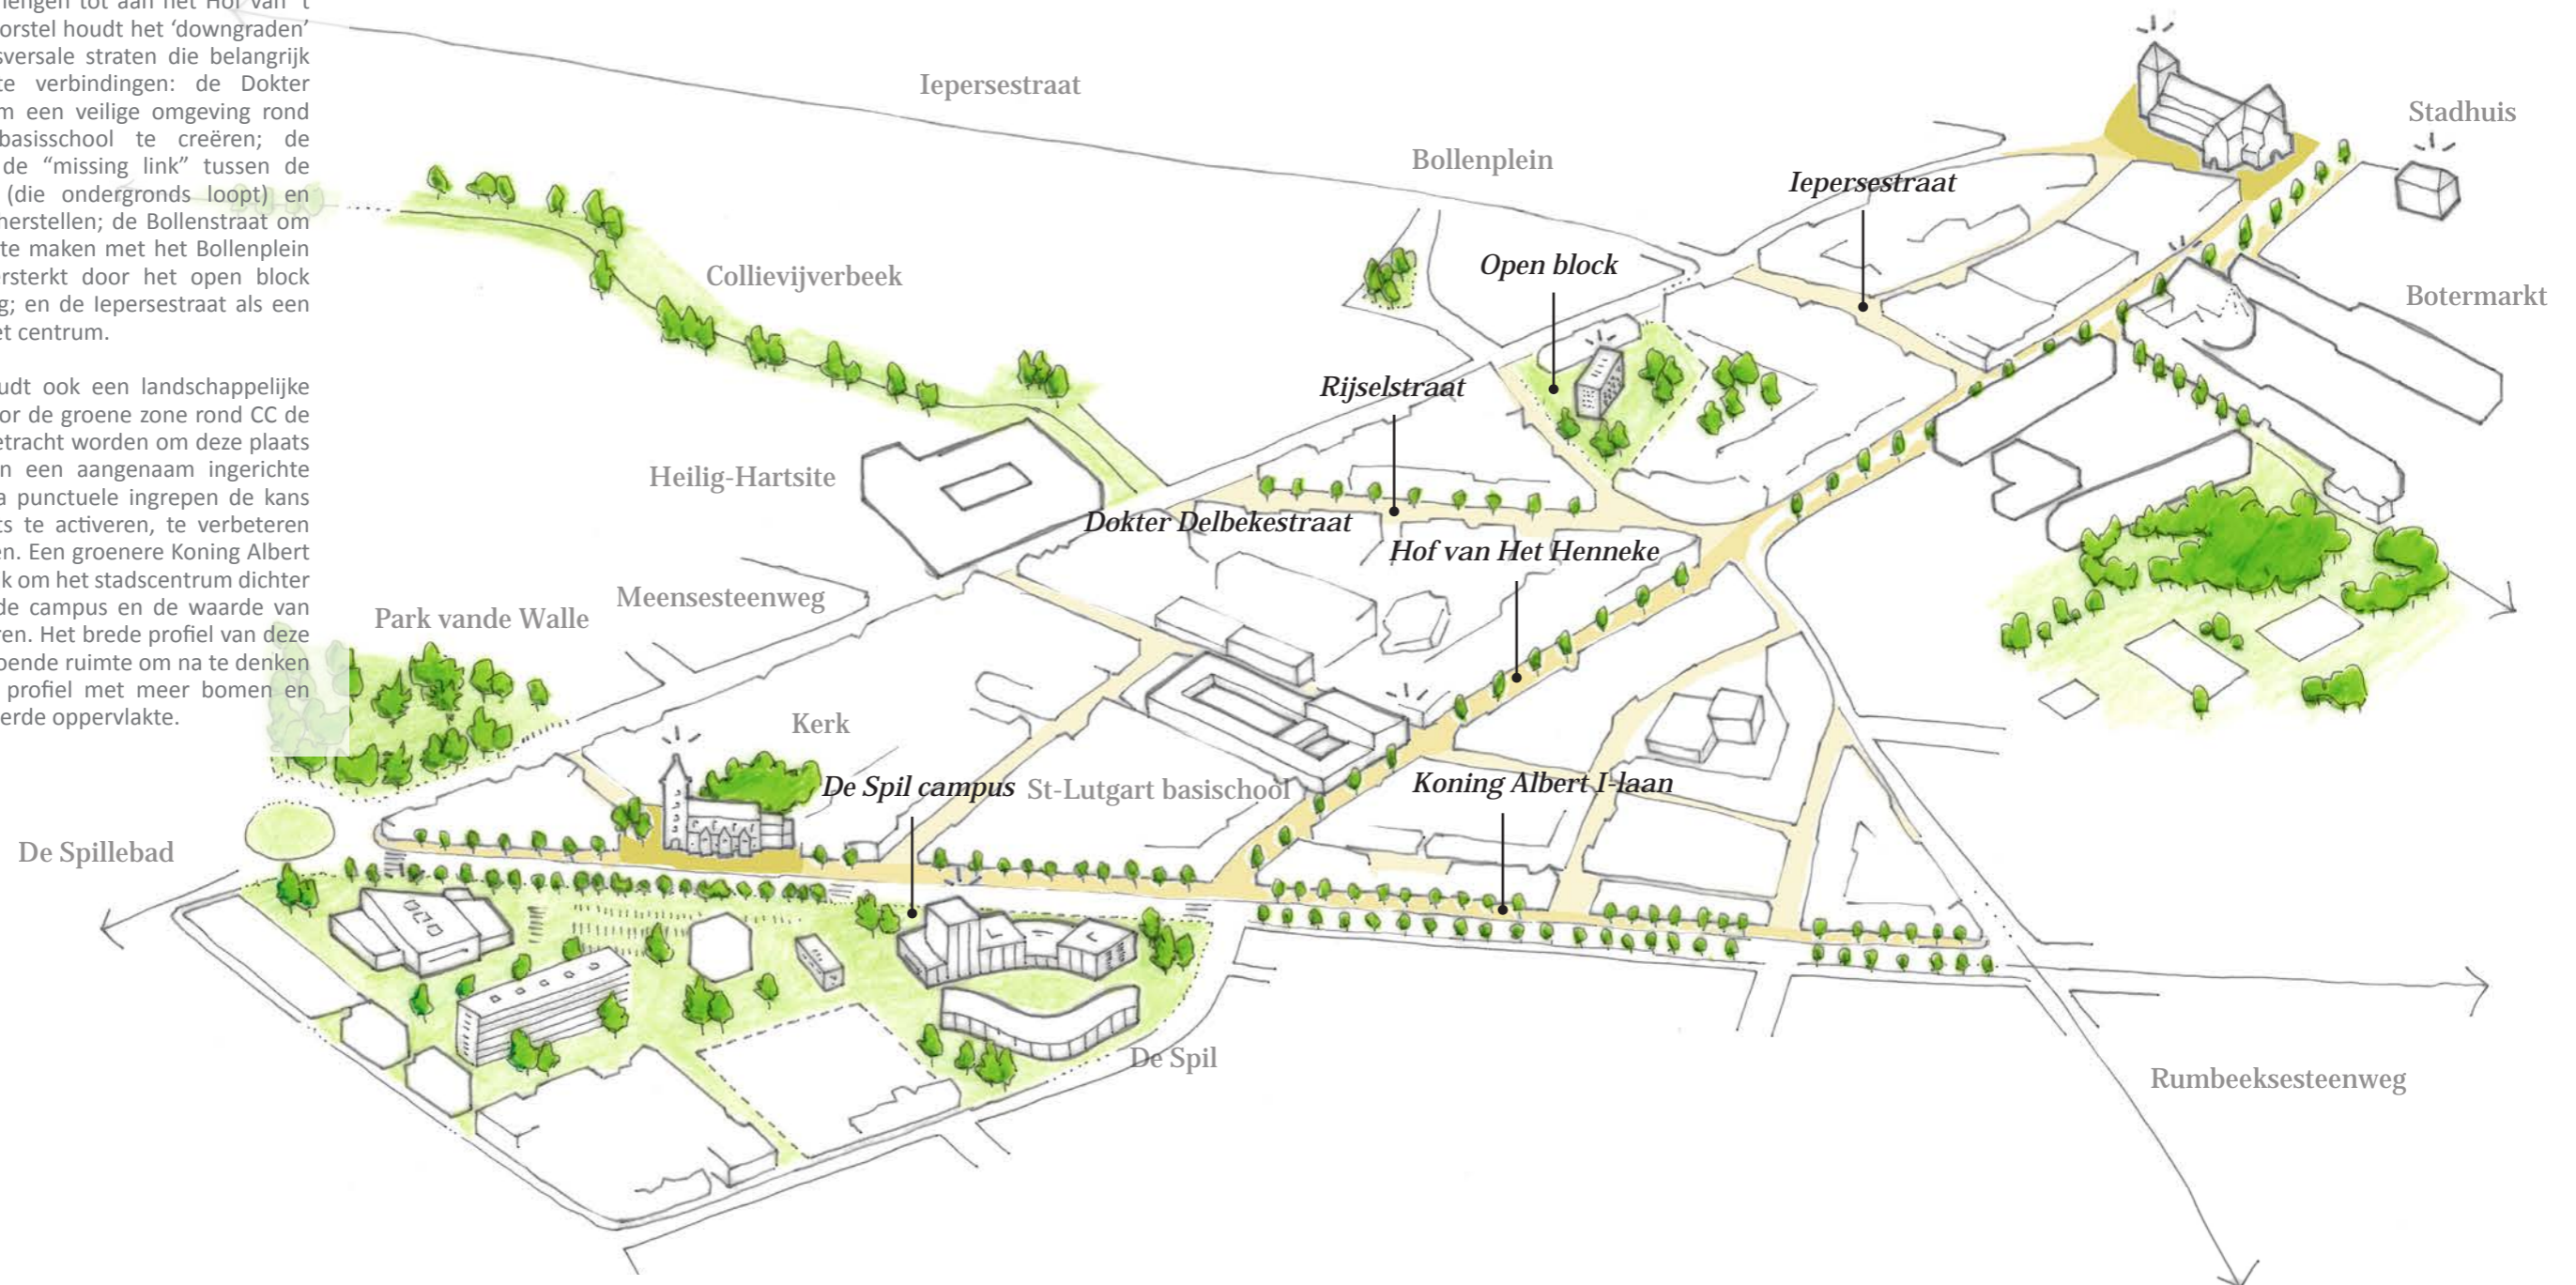 engen tot aan het Hof van 't
orstel houdt het ‘downgraden’
sversale straten die belangrijk
te verbindingen: de Dokter
m een veilige omgeving rond
basisschool te creëren; de
de “missing link” tussen de
(die ondergronds loopt) en
herstellen; de Bollenstraat om
te maken met het Bollenplein
ersterkt door het open block
g; en de Iepersestraat als een
et centrum.
udt ook een landschappelijke
or de groene zone rond CC de
etracht worden om deze plaats
n een aangenaam ingerichte
a punctuele ingrepen de kans
ts te activeren, te verbeteren
en. Een groenere Koning Albert
k om het stadscentrum dichter
de campus en de waarde van
ren. Het brede profiel van deze
oende ruimte om na te denken
profiel met meer bomen en
erde oppervlakte.
Iepersestraat
Stadhuis
Bollenplein
Iepersestraat
Open block
Collievijverbeek
Botermarkt
Rijselstraat
Heilig-Hartsite
Dokter Delbekestraat
Hof van Het Henneke
Meensesteenweg
Park vande Walle
Kerk
De Spil campus
St-Lutgart basischool
Koning Albert I-laan
De Spillebad
De Spil
Rumbeeksesteenweg